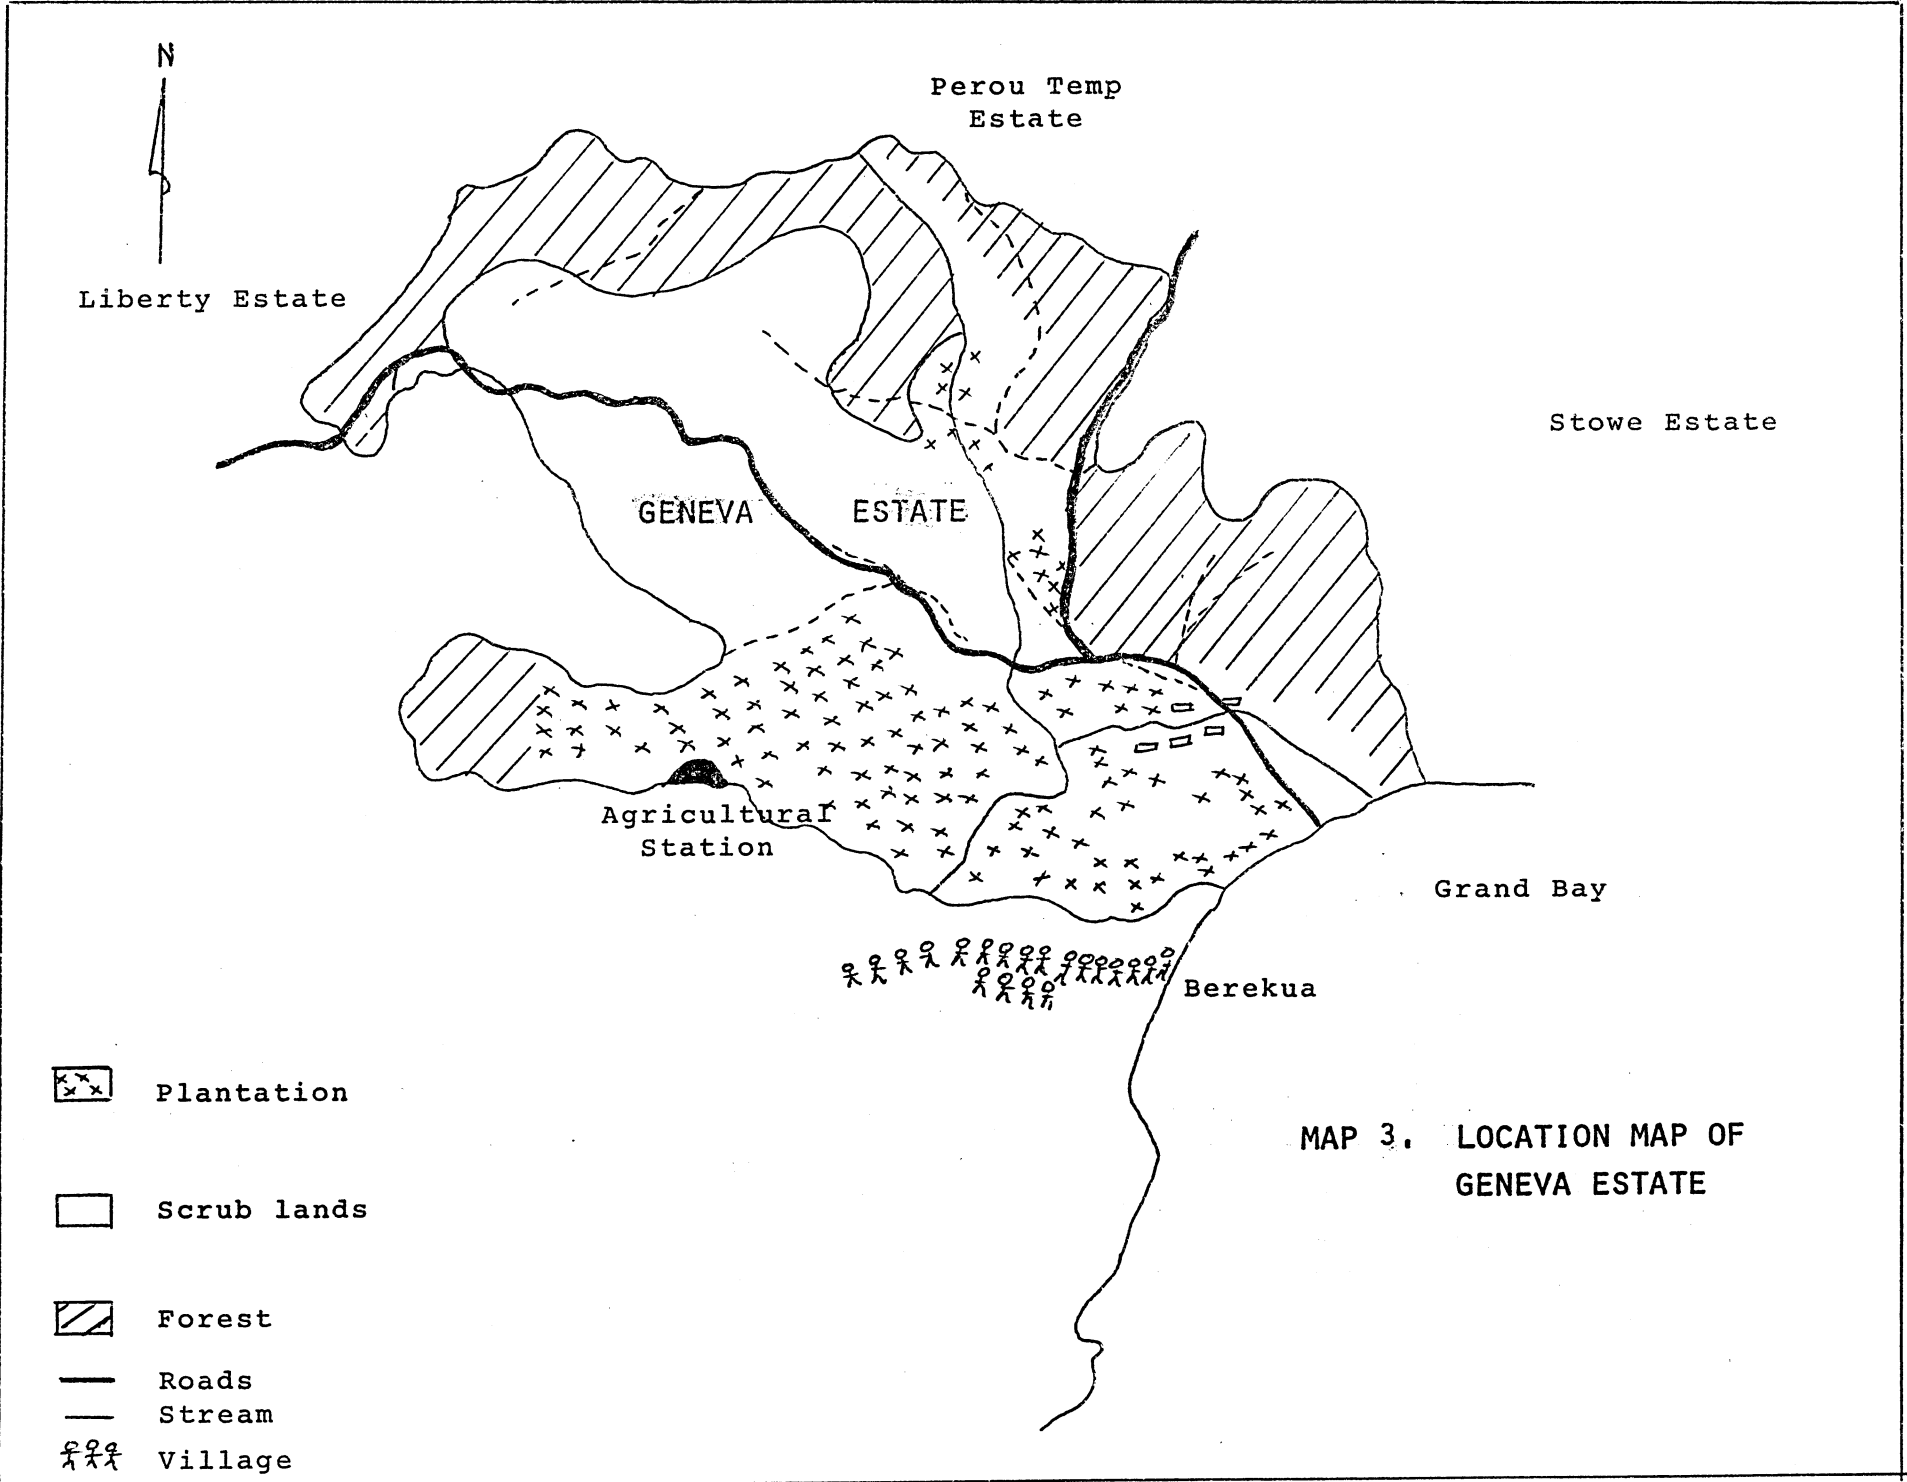 N
Perou Temp
Estate
Liberty Estate
Stowe Estate
GENEVA ESTATE
Agricultural
Station
Grand Bay
Berekua
Plantation
Scrub lands
Forest
Roads
Stream
Village
MAP 3. LOCATION MAP OF
GENEVA ESTATE